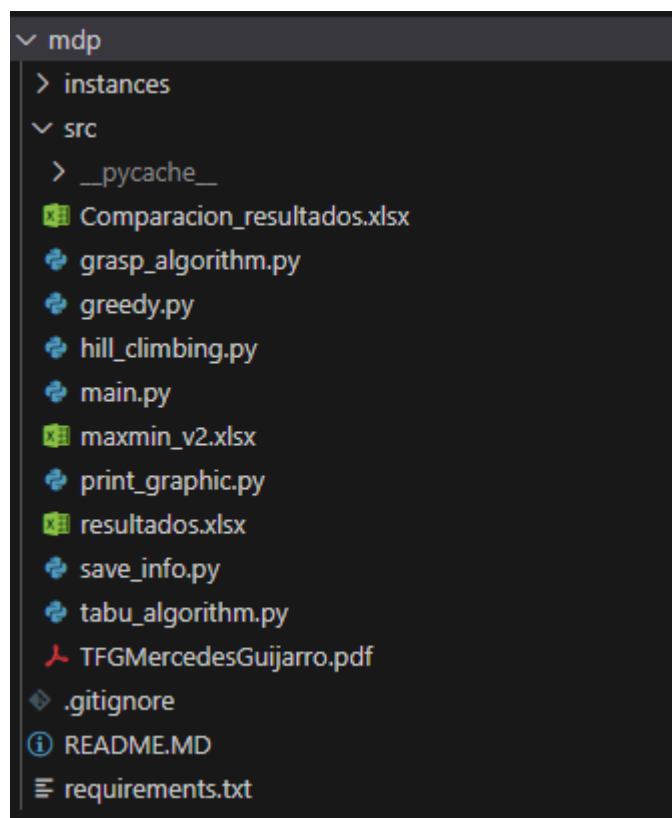 mdp
instances
src
__pycache__
Comparacion_resultados.xlsx
grasp_algorithm.py
greedy.py
hill_climbing.py
main.py
maxmin_v2.xlsx
print_graphic.py
resultados.xlsx
save_info.py
tabu_algorithm.py
TFGMercedesGuijarro.pdf
.gitignore
README.MD
requirements.txt